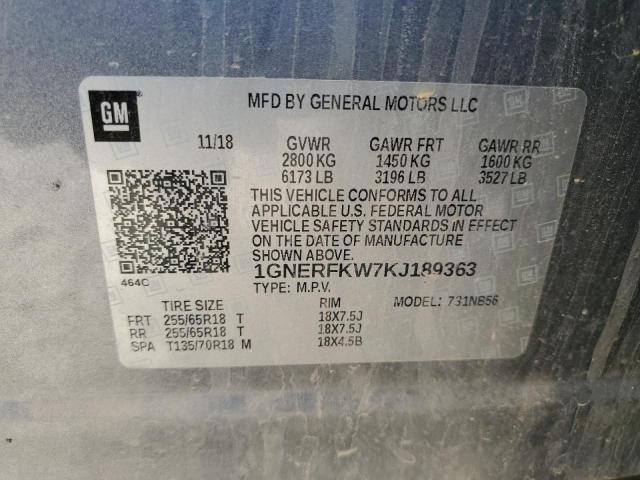 GM
MFD BY GENERAL MOTORS LLC
11/18 GVWR GAWR FRT GAWR RR
2800 KG 1450 KG 1600 KG
6173 LB 3196 LB 3527 LB
THIS VEHICLE CONFORMS TO ALL
APPLICABLE U.S. FEDERAL MOTOR
VEHICLE SAFETY STANDARDS IN EFFECT
ON THE DATE OF MANUFACTURE
SHOWN ABOVE.
464C
1GNERFKW7KJ189363
TYPE: M.P.V. MODEL: 731NB56
TIRE SIZE RIM
FRT 255/65R18 T 18X7.5J
RR 255/65R18 T 18X7.5J
SPA T135/70R18 M 18X4.5B